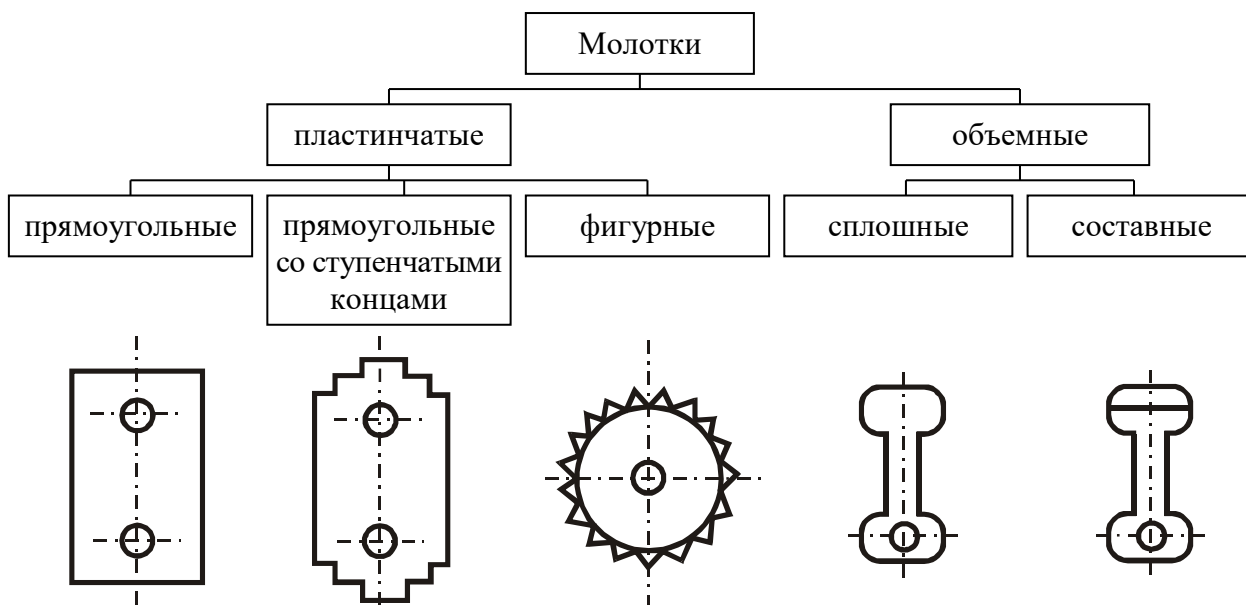 Молотки
пластинчатые
объемные
прямоугольные
прямоугольные
со ступенчатыми
концами
фигурные
сплошные
составные